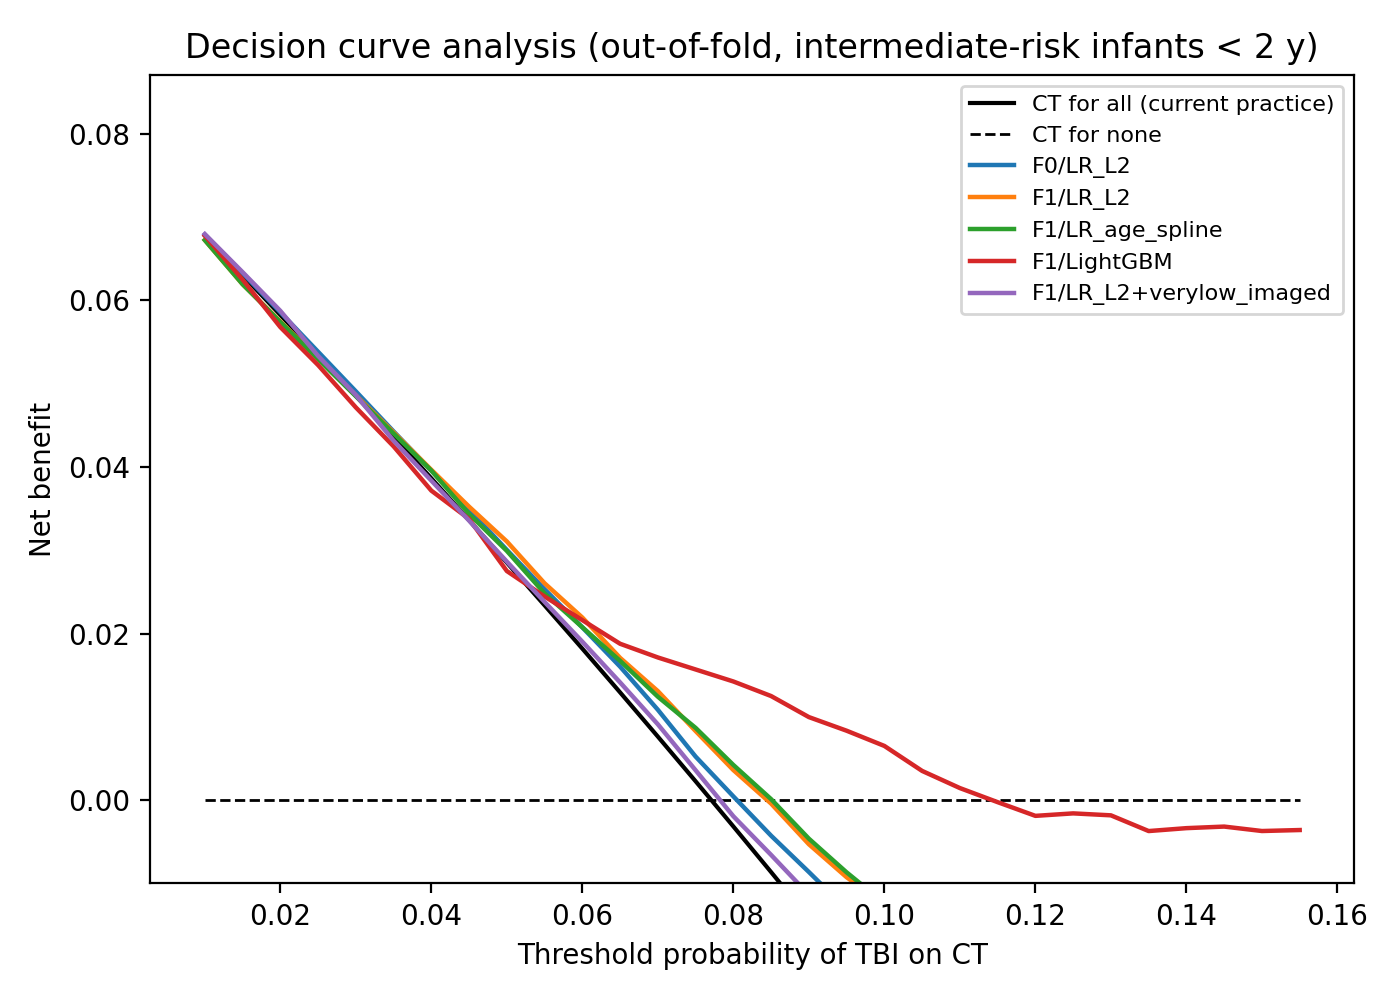 Decision curve analysis (out-of-fold, intermediate-risk infants < 2 y)
CT for all (current practice)
CT for none
F0/LR_L2
F1/LR_L2
F1/LR_age_spline
F1/LightGBM
F1/LR_L2+verylow_imaged
Net benefit
0.08
0.06
0.04
0.02
0.00
0.02 0.04 0.06 0.08 0.10 0.12 0.14 0.16
Threshold probability of TBI on CT